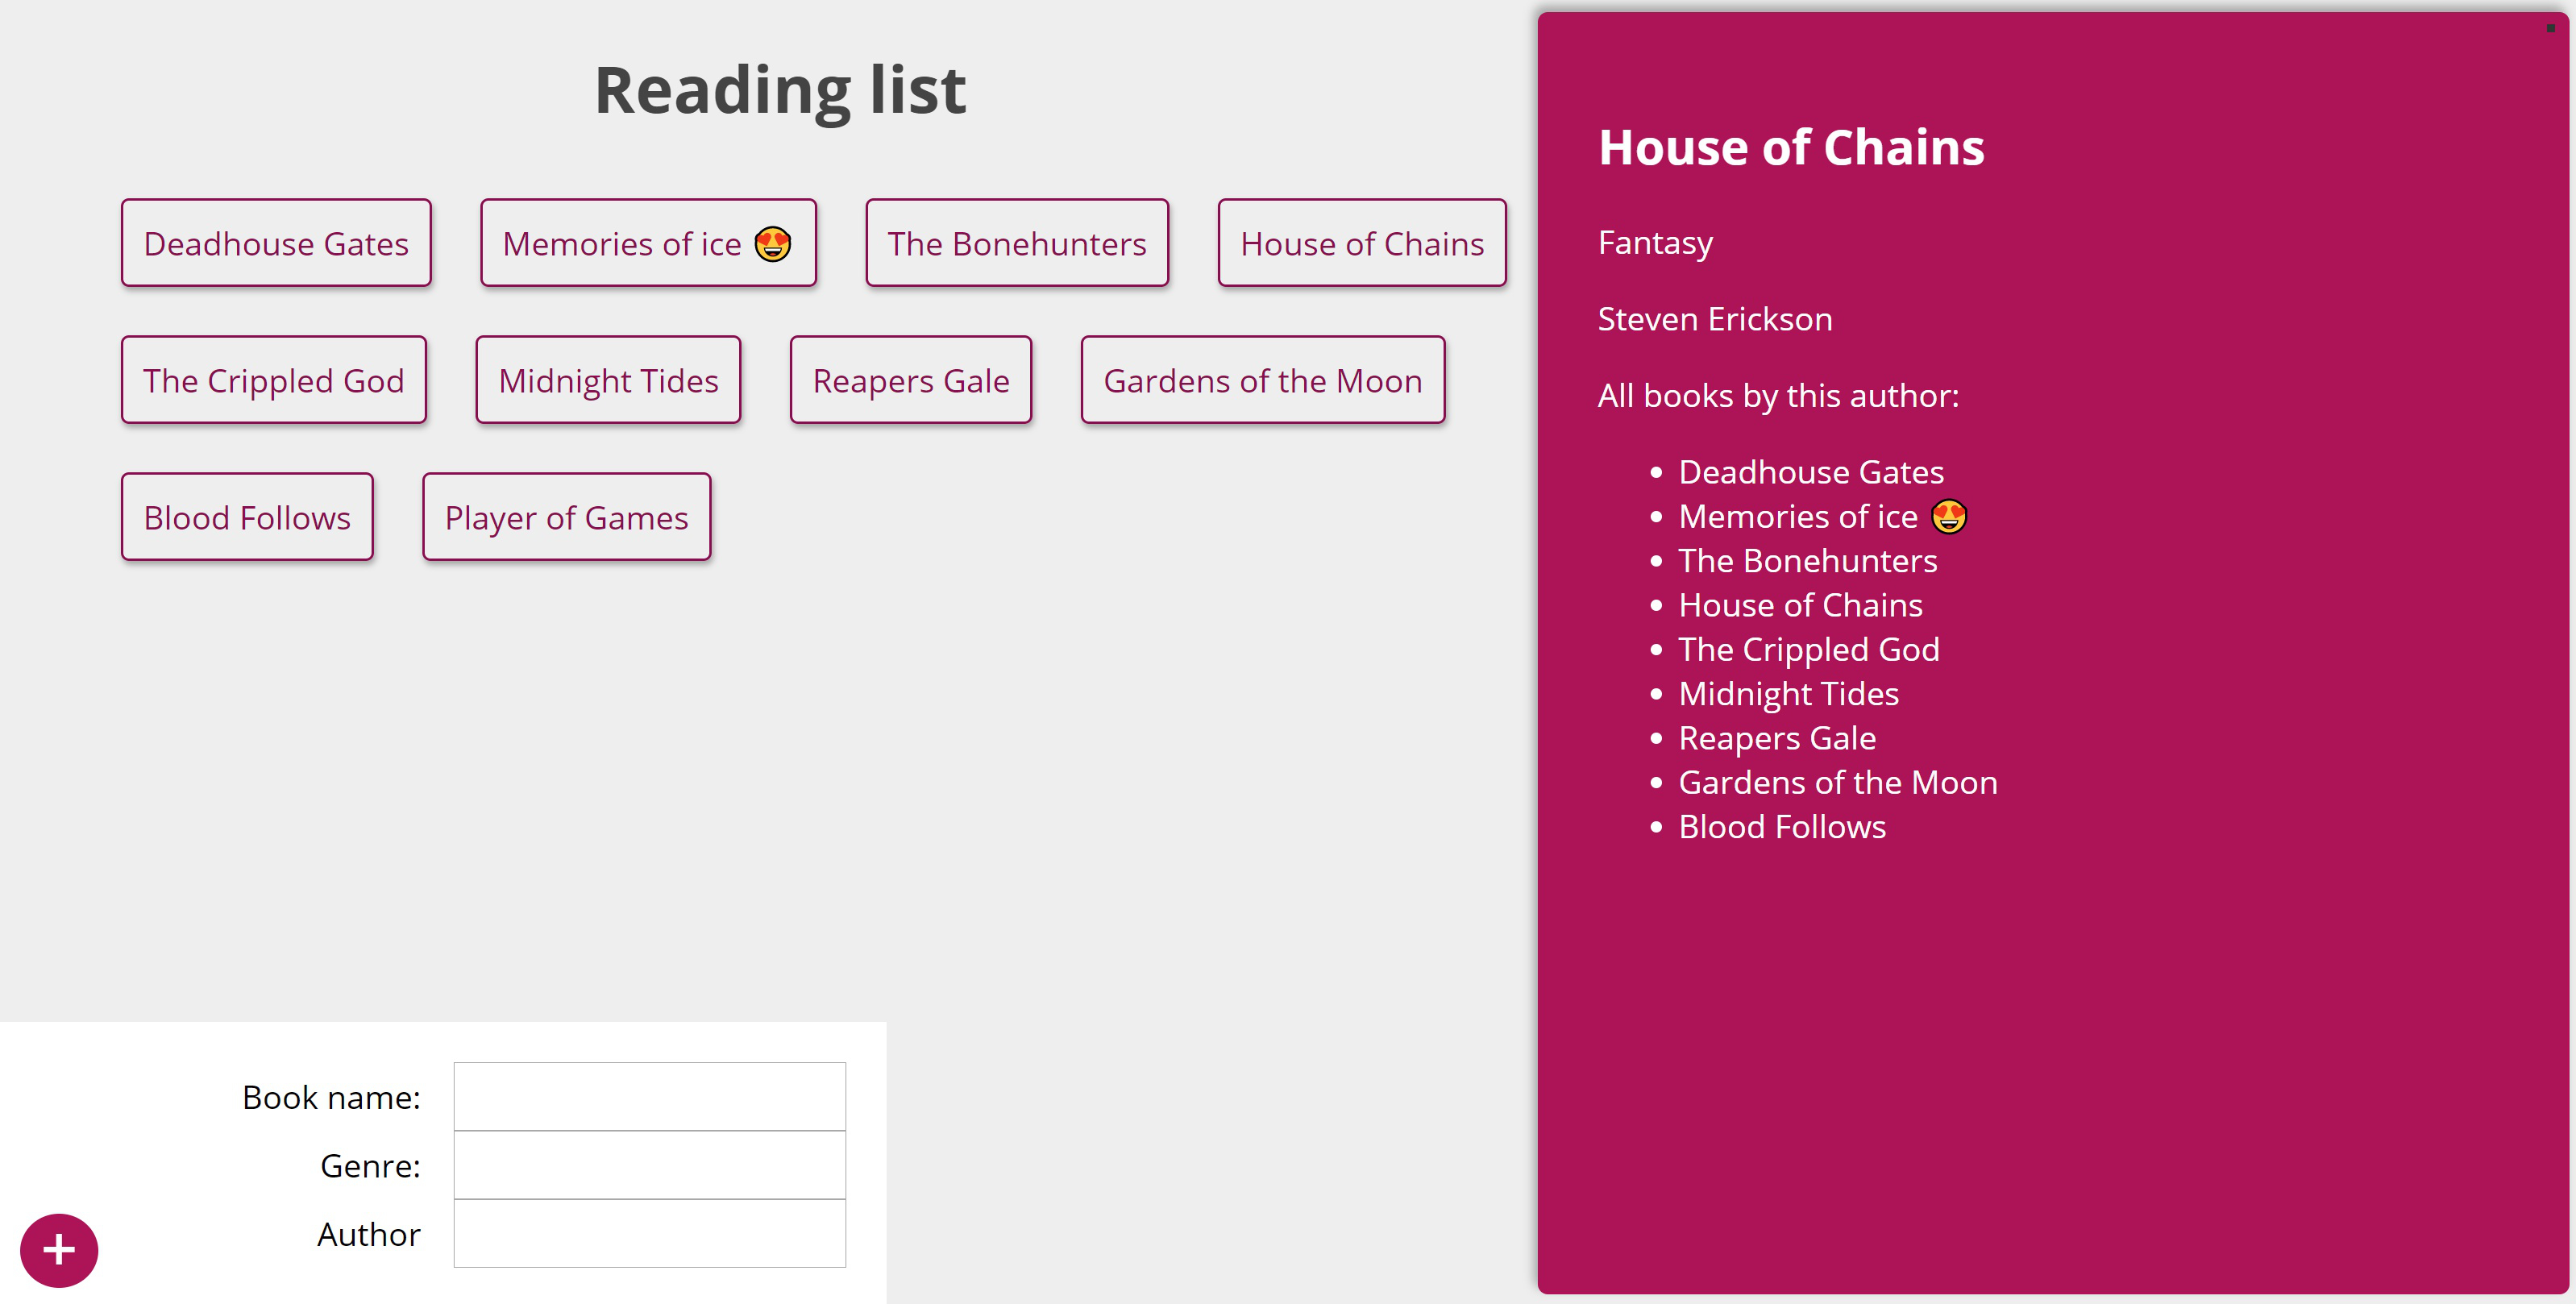 Reading list
Deadhouse Gates
Memories of ice 😍
The Bonehunters
House of Chains
The Crippled God
Midnight Tides
Reapers Gale
Gardens of the Moon
Blood Follows
Player of Games
Book name:
Genre:
Author
+
House of Chains
Fantasy
Steven Erickson
All books by this author:
• Deadhouse Gates
• Memories of ice 😍
• The Bonehunters
• House of Chains
• The Crippled God
• Midnight Tides
• Reapers Gale
• Gardens of the Moon
• Blood Follows